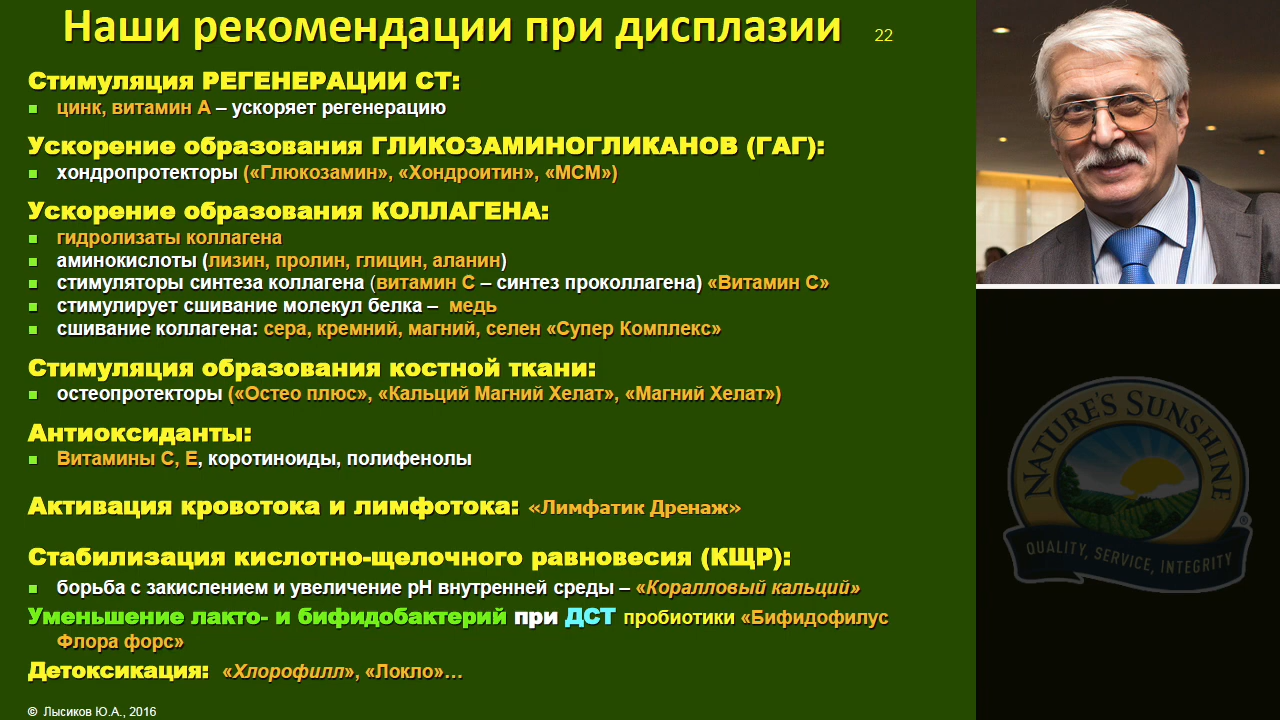 Наши рекомендации при дисплазии 22
Стимуляция РЕГЕНЕРАЦИИ СТ:
цинк, витамин А – ускоряет регенерацию
Ускорение образования ГЛИКОЗАМИНОГЛИКАНОВ (ГАГ):
хондропротекторы («Глюкозамин», «Хондроитин», «МСМ»)
Ускорение образования КОЛЛАГЕНА:
гидролизаты коллагена
аминокислоты (лизин, пролин, глицин, аланин)
стимуляторы синтеза коллагена (витамин С – синтез проколлагена) «Витамин С»
стимулирует сшивание молекул белка – медь
сшивание коллагена: сера, кремний, магний, селен «Супер Комплекс»
Стимуляция образования костной ткани:
остеопротекторы («Остео плюс», «Кальций Магний Хелат», «Магний Хелат»)
Антиоксиданты:
Витамины С, Е, коротиноиды, полифенолы
Активация кровотока и лимфотока: «Лимфатик Дренаж»
Стабилизация кислотно-щелочного равновесия (КЩР):
борьба с закислением и увеличение рН внутренней среды – «Коралловый кальций»
Уменьшение лакто- и бифидобактерий при ДСТ пробиотики «Бифидофилус
Флора форс»
Детоксикация: «Хлорофилл», «Локло»…
© Лысиков Ю.А., 2016
NATURE'S SUNSHINE
®
QUALITY, SERVICE, INTEGRITY